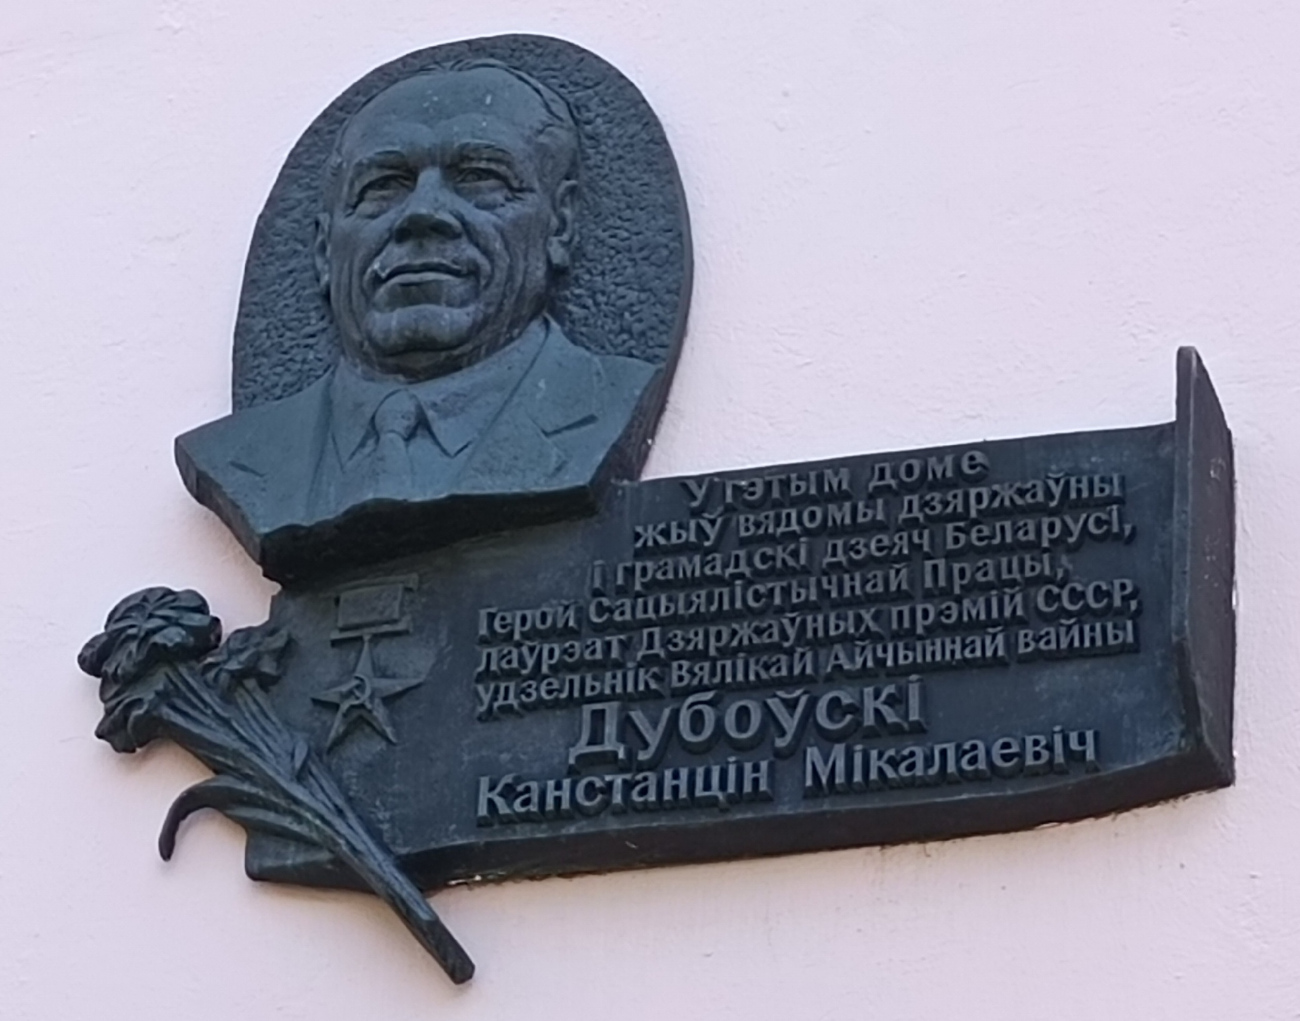 У гэтым доме
жыў вядомы дзяржаўны
і грамадскі дзеяч Беларусі,
Герой Сацыялістычнай Працы,
лаўрэат Дзяржаўных прэмій СССР,
удзельнік Вялікай Айчыннай вайны
Дубоўскі
Канстанцін Мікалаевіч